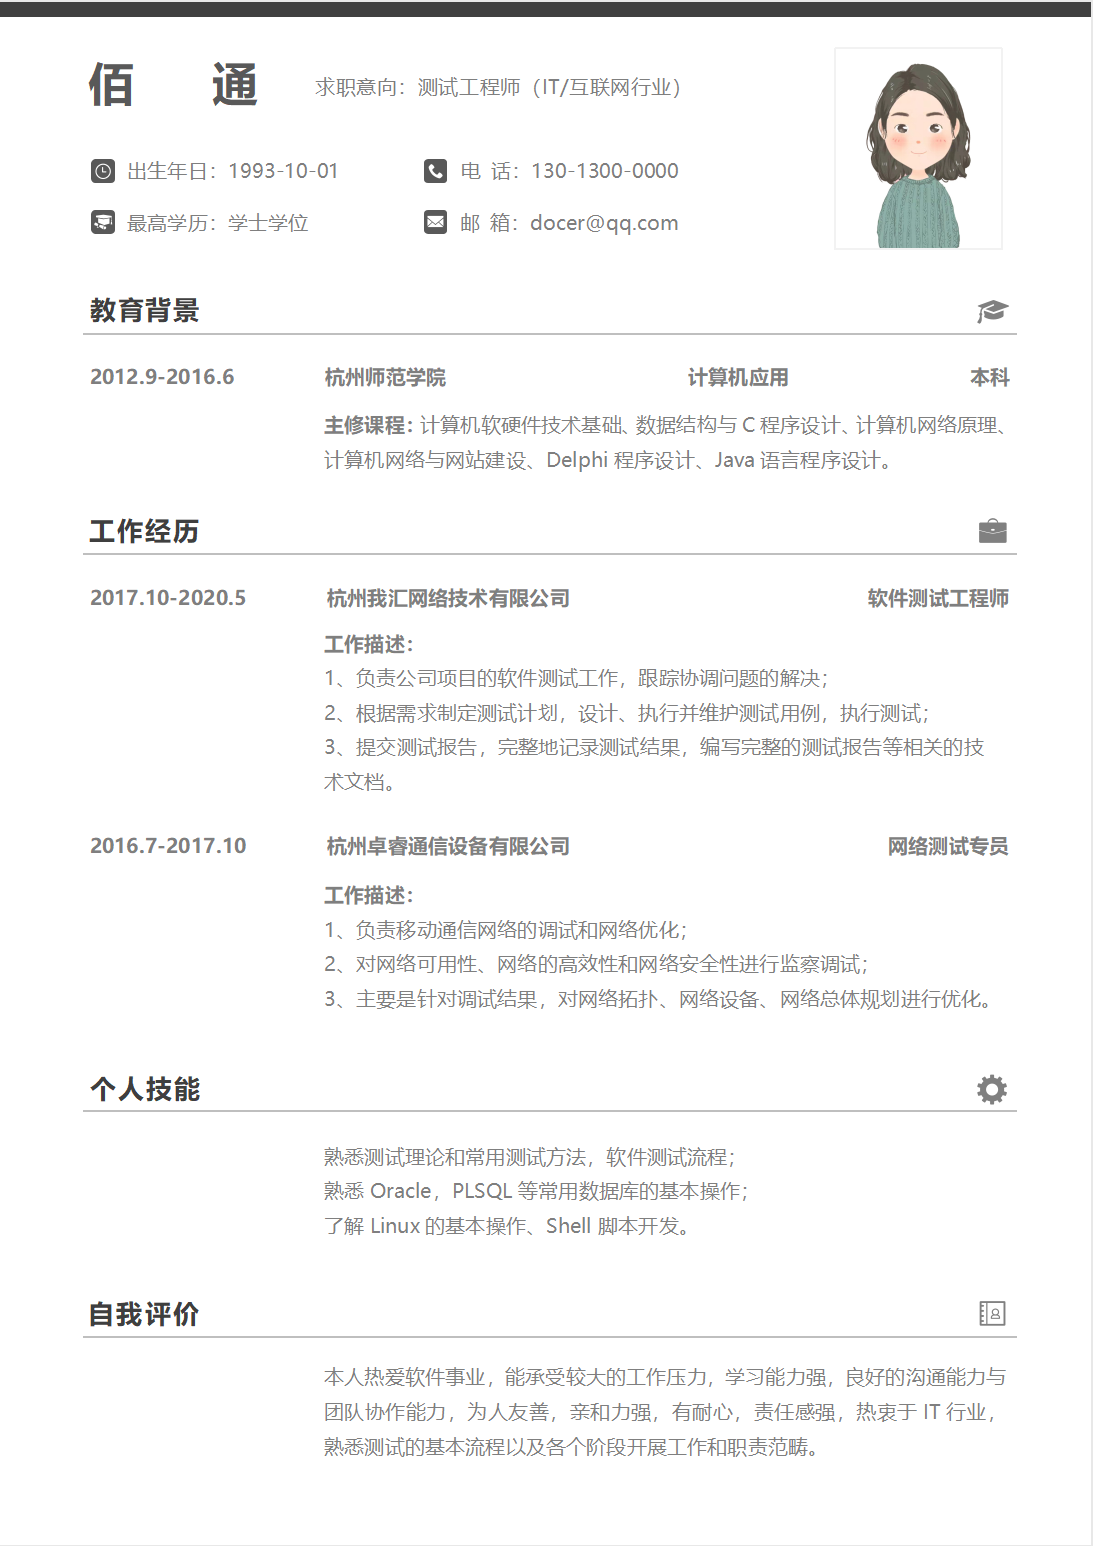 佰 通 求职意向：测试工程师（IT/互联网行业）
出生年日：1993-10-01 电 话：130-1300-0000
最高学历：学士学位 邮 箱：docer@qq.com
教育背景
2012.9-2016.6 杭州师范学院 计算机应用 本科
主修课程：计算机软硬件技术基础、数据结构与 C 程序设计、计算机网络原理、
计算机网络与网站建设、Delphi 程序设计、Java 语言程序设计。
工作经历
2017.10-2020.5 杭州我汇网络技术有限公司 软件测试工程师
工作描述：
1、负责公司项目的软件测试工作，跟踪协调问题的解决；
2、根据需求制定测试计划，设计、执行并维护测试用例，执行测试；
3、提交测试报告，完整地记录测试结果，编写完整的测试报告等相关的技
术文档。
2016.7-2017.10 杭州卓睿通信设备有限公司 网络测试专员
工作描述：
1、负责移动通信网络的调试和网络优化；
2、对网络可用性、网络的高效性和网络安全性进行监察调试；
3、主要是针对调试结果，对网络拓扑、网络设备、网络总体规划进行优化。
个人技能
熟悉测试理论和常用测试方法，软件测试流程；
熟悉 Oracle，PLSQL 等常用数据库的基本操作；
了解 Linux 的基本操作、Shell 脚本开发。
自我评价
本人热爱软件事业，能承受较大的工作压力，学习能力强，良好的沟通能力与
团队协作能力，为人友善，亲和力强，有耐心，责任感强，热衷于 IT 行业，
熟悉测试的基本流程以及各个阶段开展工作和职责范畴。